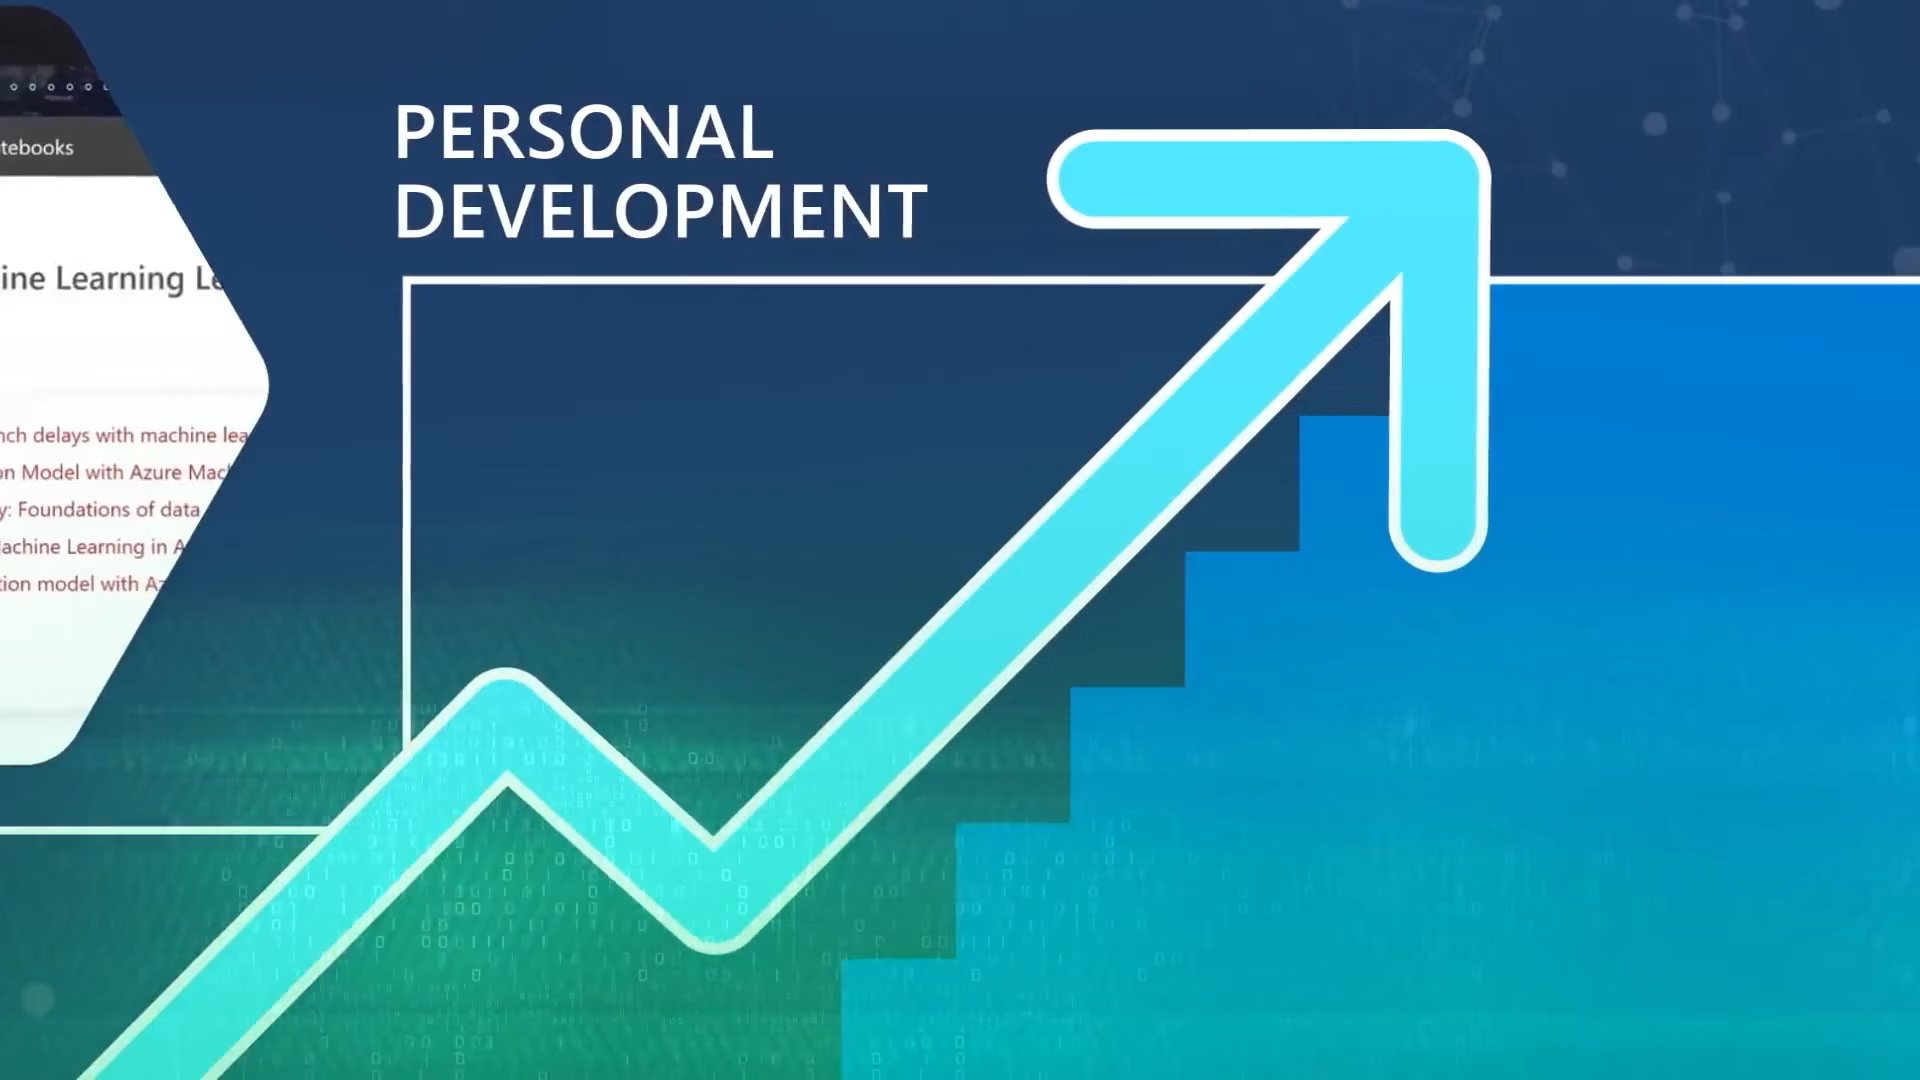 PERSONAL
DEVELOPMENT
tebooks
ine Learning Le
nch delays with machine lea
on Model with Azure Mac
y: Foundations of data
achine Learning in A
tion model with Az